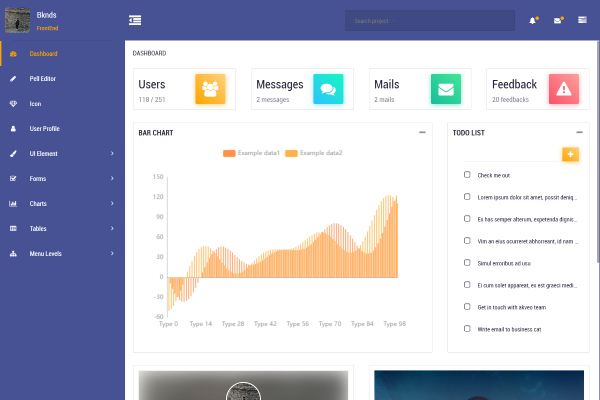 Bknds
FrontEnd
Search project ...
Dashboard
Pell Editor
Icon
User Profile
UI Element
Forms
Charts
Tables
Menu Levels
DASHBOARD
Users
118 / 251
Messages
2 messages
Mails
2 mails
Feedback
20 feedbacks
BAR CHART
Example data1
Example data2
150
120
90
60
30
0
-30
-60
Type 0
Type 14
Type 28
Type 42
Type 56
Type 70
Type 84
Type 98
TODO LIST
Check me out
Lorem ipsum dolor sit amet, possit deniq...
Ex has semper alterum, expetenda dignis...
Vim an eius ocurreret abhorreant, id nam ...
Simul erroribus ad usu
Ei cum solet appareat, ex est graeci medi...
Get in touch with akveo team
Write email to business cat